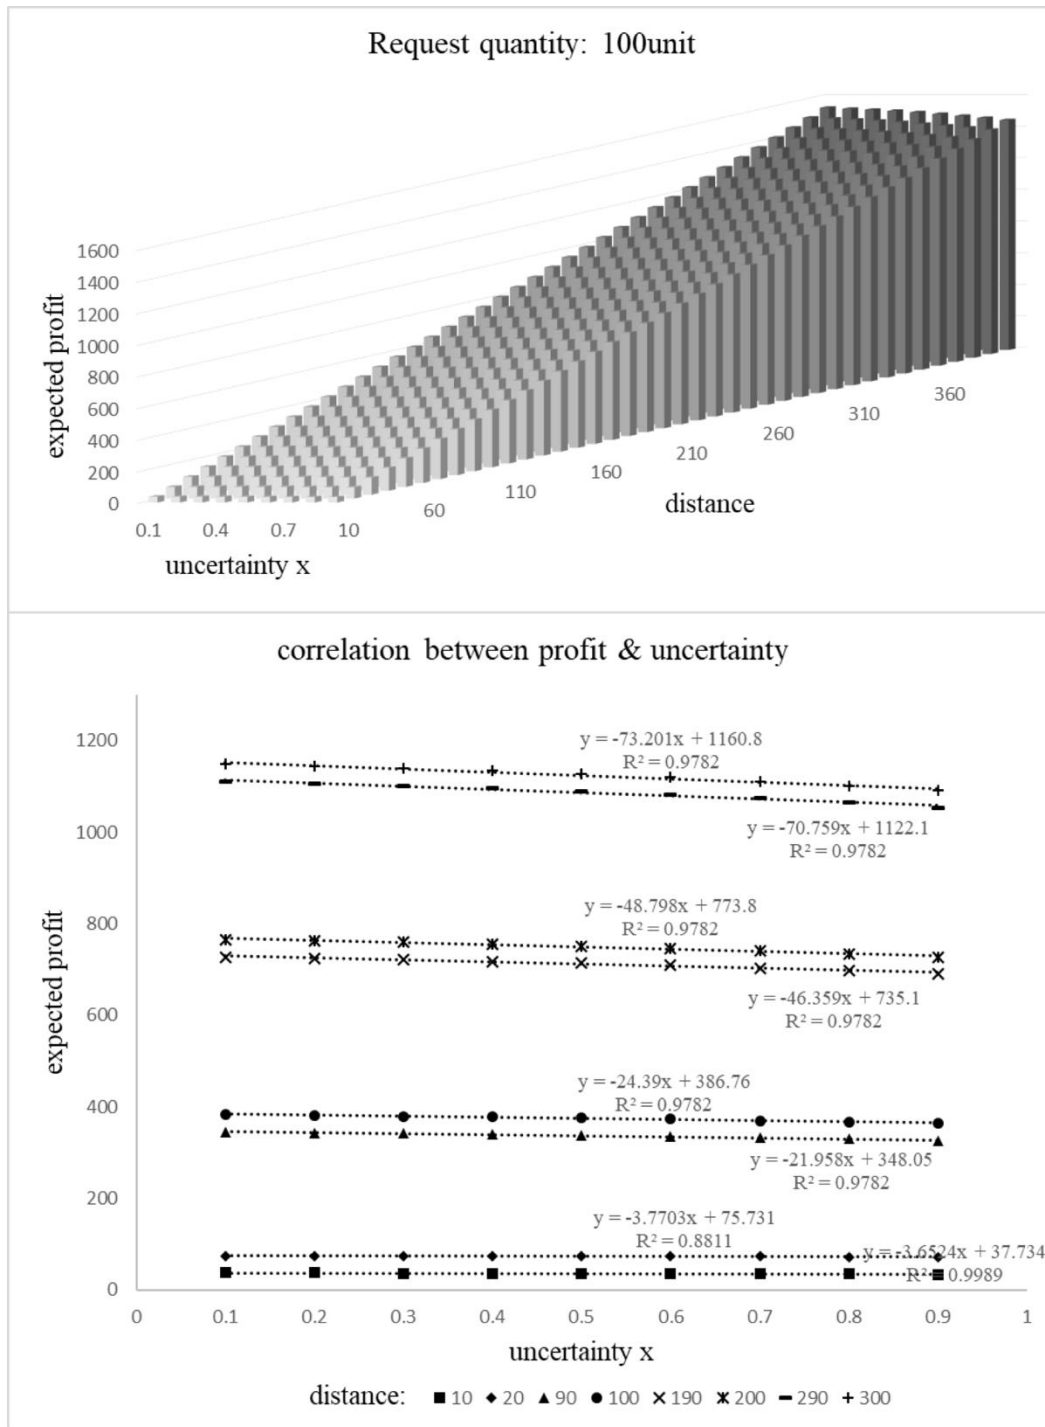 Request quantity: 100unit
1600
1400
1200
1000
800
600
400
200
0
expected profit
0.1 0.4 0.7 10
60
110
160
210
260
310
360
uncertainty x
distance
correlation between profit & uncertainty
1200
1000
800
600
400
200
0
expected profit
y = -73.201x + 1160.8
R² = 0.9782
y = -70.759x + 1122.1
R² = 0.9782
y = -48.798x + 773.8
R² = 0.9782
y = -46.359x + 735.1
R² = 0.9782
y = -24.39x + 386.76
R² = 0.9782
y = -21.958x + 348.05
R² = 0.9782
y = -3.7703x + 75.731
R² = 0.8811
y = -3.6524x + 37.734
R² = 0.9989
0 0.1 0.2 0.3 0.4 0.5 0.6 0.7 0.8 0.9 1
uncertainty x
distance: 10 20 90 100 190 200 290 300